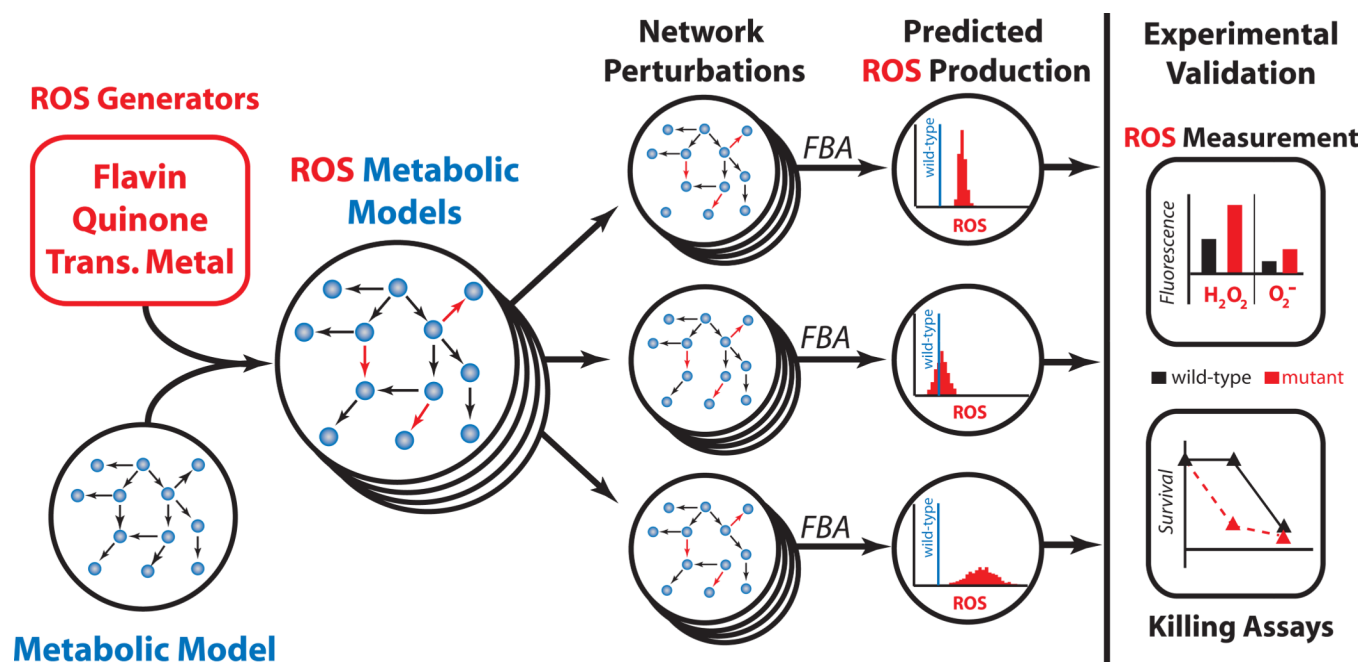 ROS Generators
Flavin
Quinone
Trans. Metal
Metabolic Model
ROS Metabolic
Models
Network
Perturbations
FBA
FBA
FBA
Predicted
ROS Production
wild-type
ROS
wild-type
ROS
wild-type
ROS
Experimental
Validation
ROS Measurement
Fluorescence
H₂O₂ O₂⁻
wild-type mutant
Survival
Killing Assays